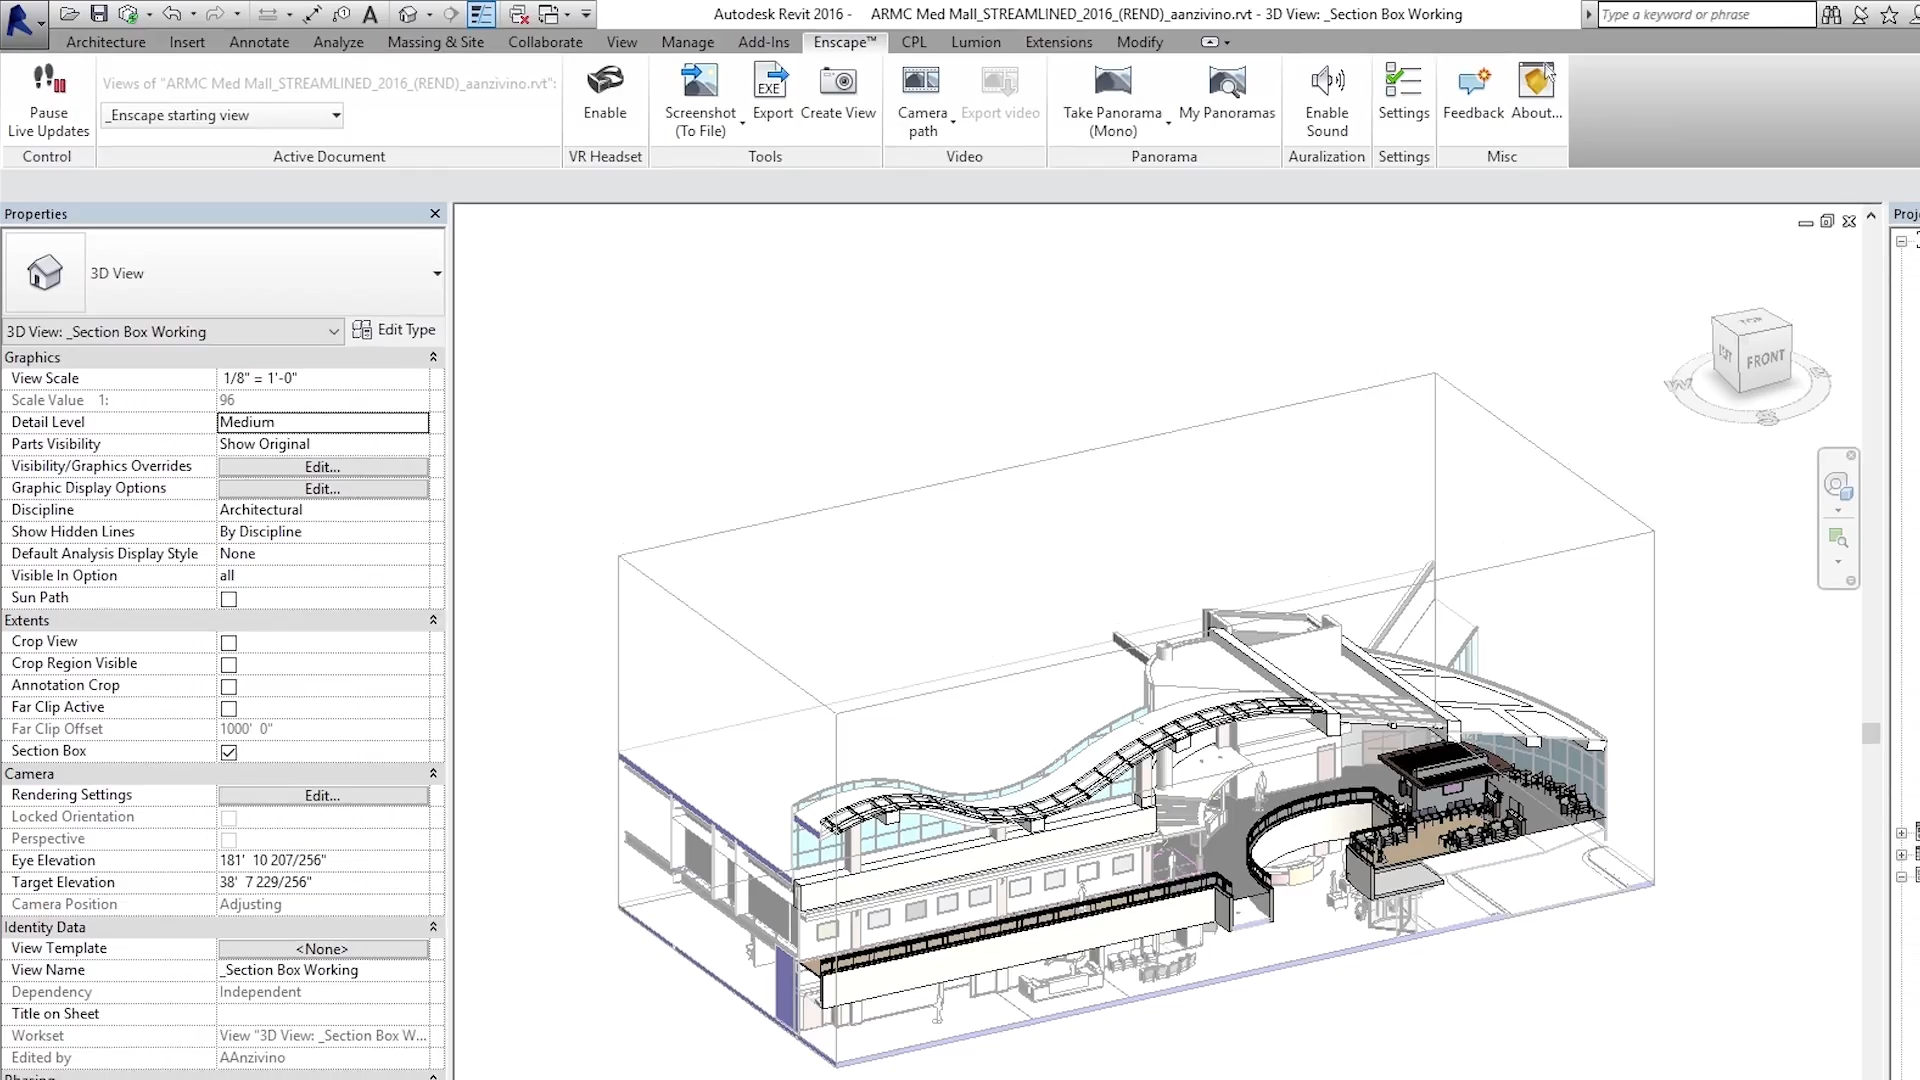 Autodesk Revit 2016 - ARMC Med Mall_STREAMLINED_2016_(REND)_aanzivino.rvt - 3D View: _Section Box Working
Type a keyword or phrase
Architecture Insert Annotate Analyze Massing & Site Collaborate View Manage Add-Ins Enscape™ CPL Lumion Extensions Modify
Pause
Live Updates
Control
Views of "ARMC Med Mall_STREAMLINED_2016_(REND)_aanzivino.rvt":
_Enscape starting view
Active Document
Enable
VR Headset
Screenshot
(To File)
EXE
Export
Create View
Tools
Camera
path
Export video
Video
Take Panorama
(Mono)
My Panoramas
Panorama
Enable
Sound
Auralization
Settings
Settings
Feedback
About...
Misc
Properties
3D View
3D View: _Section Box Working
Edit Type
Graphics
View Scale 1/8" = 1'-0"
Scale Value 1: 96
Detail Level Medium
Parts Visibility Show Original
Visibility/Graphics Overrides Edit...
Graphic Display Options Edit...
Discipline Architectural
Show Hidden Lines By Discipline
Default Analysis Display Style None
Visible In Option all
Sun Path
Extents
Crop View
Crop Region Visible
Annotation Crop
Far Clip Active
Far Clip Offset 1000' 0"
Section Box
Camera
Rendering Settings Edit...
Locked Orientation
Perspective
Eye Elevation 181' 10 207/256"
Target Elevation 38' 7 229/256"
Camera Position Adjusting
Identity Data
View Template <None>
View Name _Section Box Working
Dependency Independent
Title on Sheet
Workset View "3D View: _Section Box W...
Edited by AAnzivino
Phasing
Proj
TOP
LEFT
FRONT
W
S